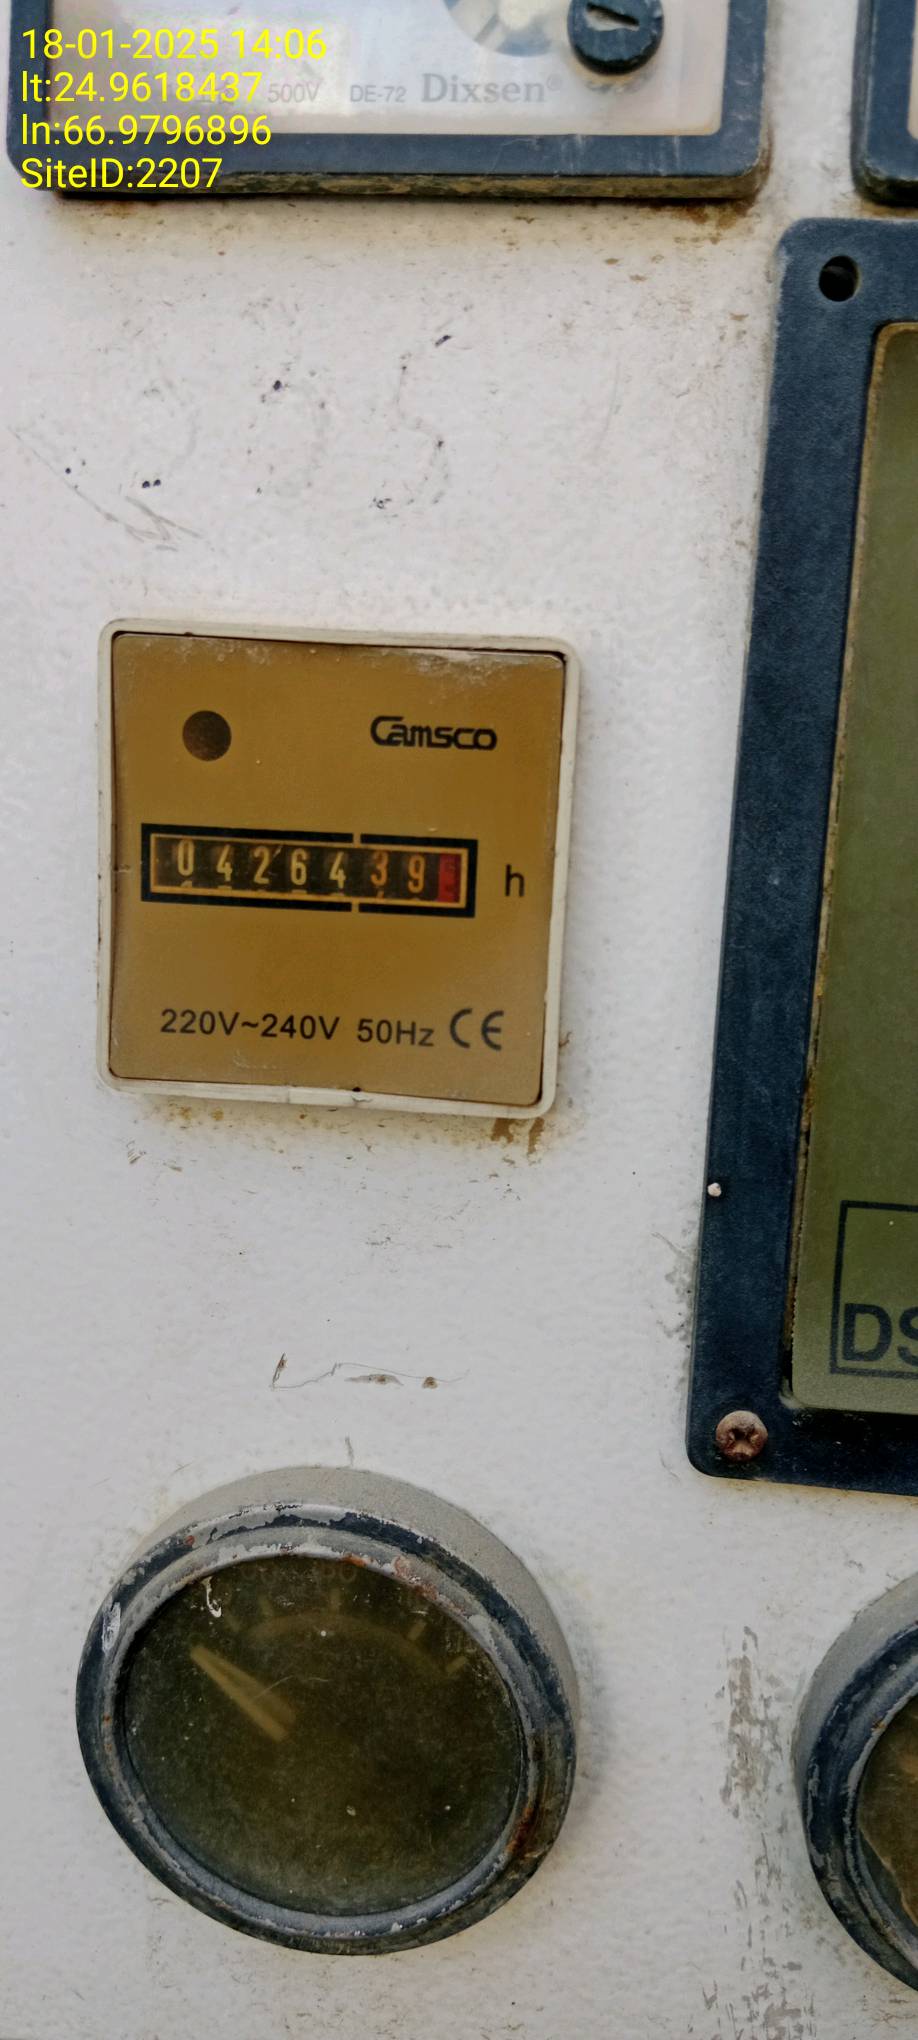 18-01-2025 14:06
lt:24.9618437
ln:66.9796896
SiteID:2207
500V DE-72 Dixsen®
Camsco
0426439
h
220V~240V 50Hz CE
DS